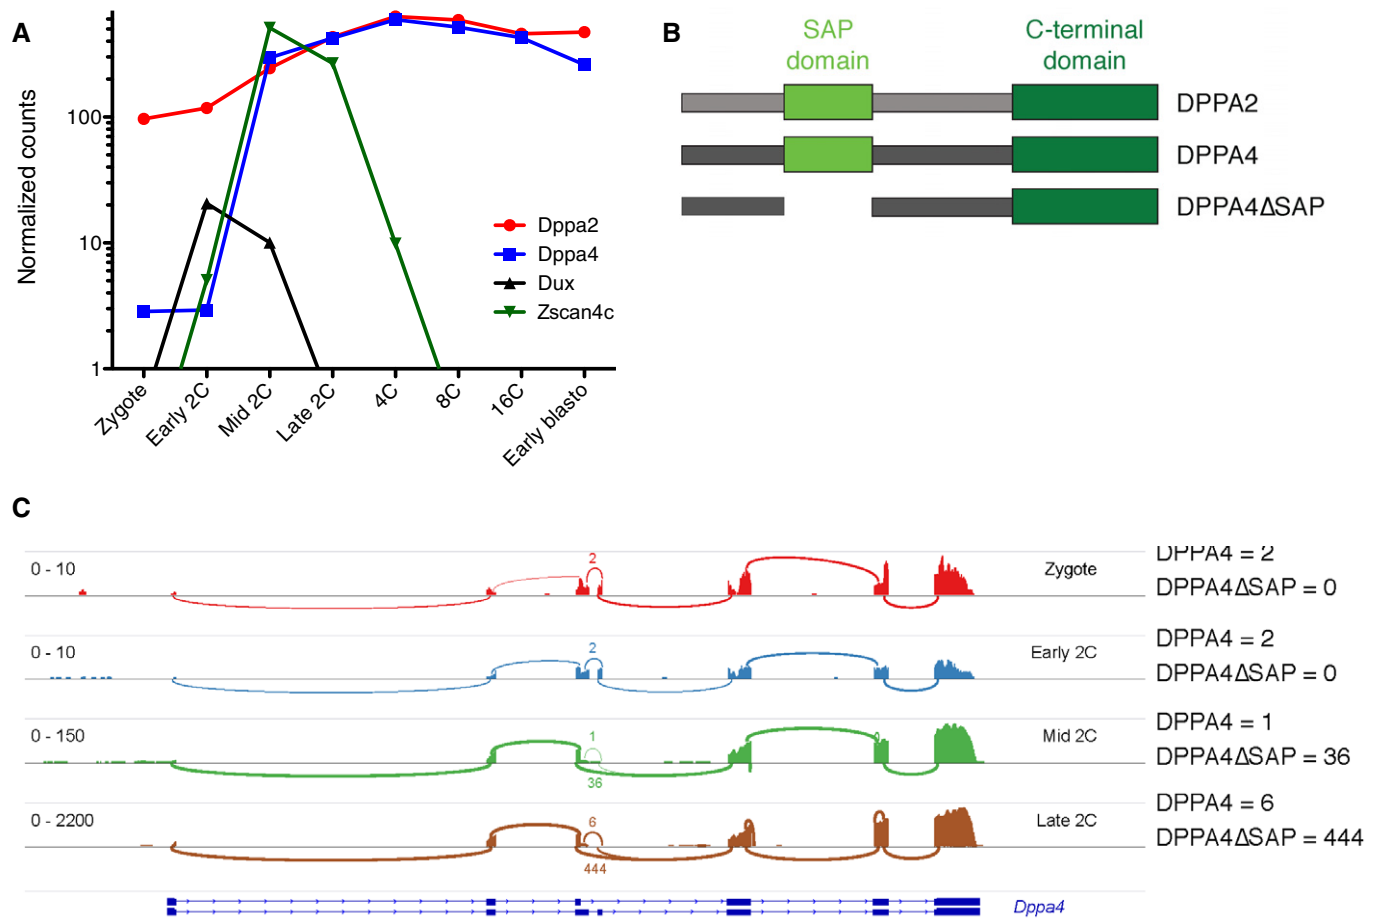 A
Normalized counts
100
10
1
Zygote
Early 2C
Mid 2C
Late 2C
4C
8C
16C
Early blasto
Dppa2
Dppa4
Dux
Zscan4c
B
SAP
domain
C-terminal
domain
DPPA2
DPPA4
DPPA4ΔSAP
C
0 - 10
2
Zygote
DPPA4 = 2
DPPA4ΔSAP = 0
0 - 10
2
Early 2C
DPPA4 = 2
DPPA4ΔSAP = 0
0 - 150
1
36
Mid 2C
DPPA4 = 1
DPPA4ΔSAP = 36
0 - 2200
6
444
Late 2C
DPPA4 = 6
DPPA4ΔSAP = 444
Dppa4